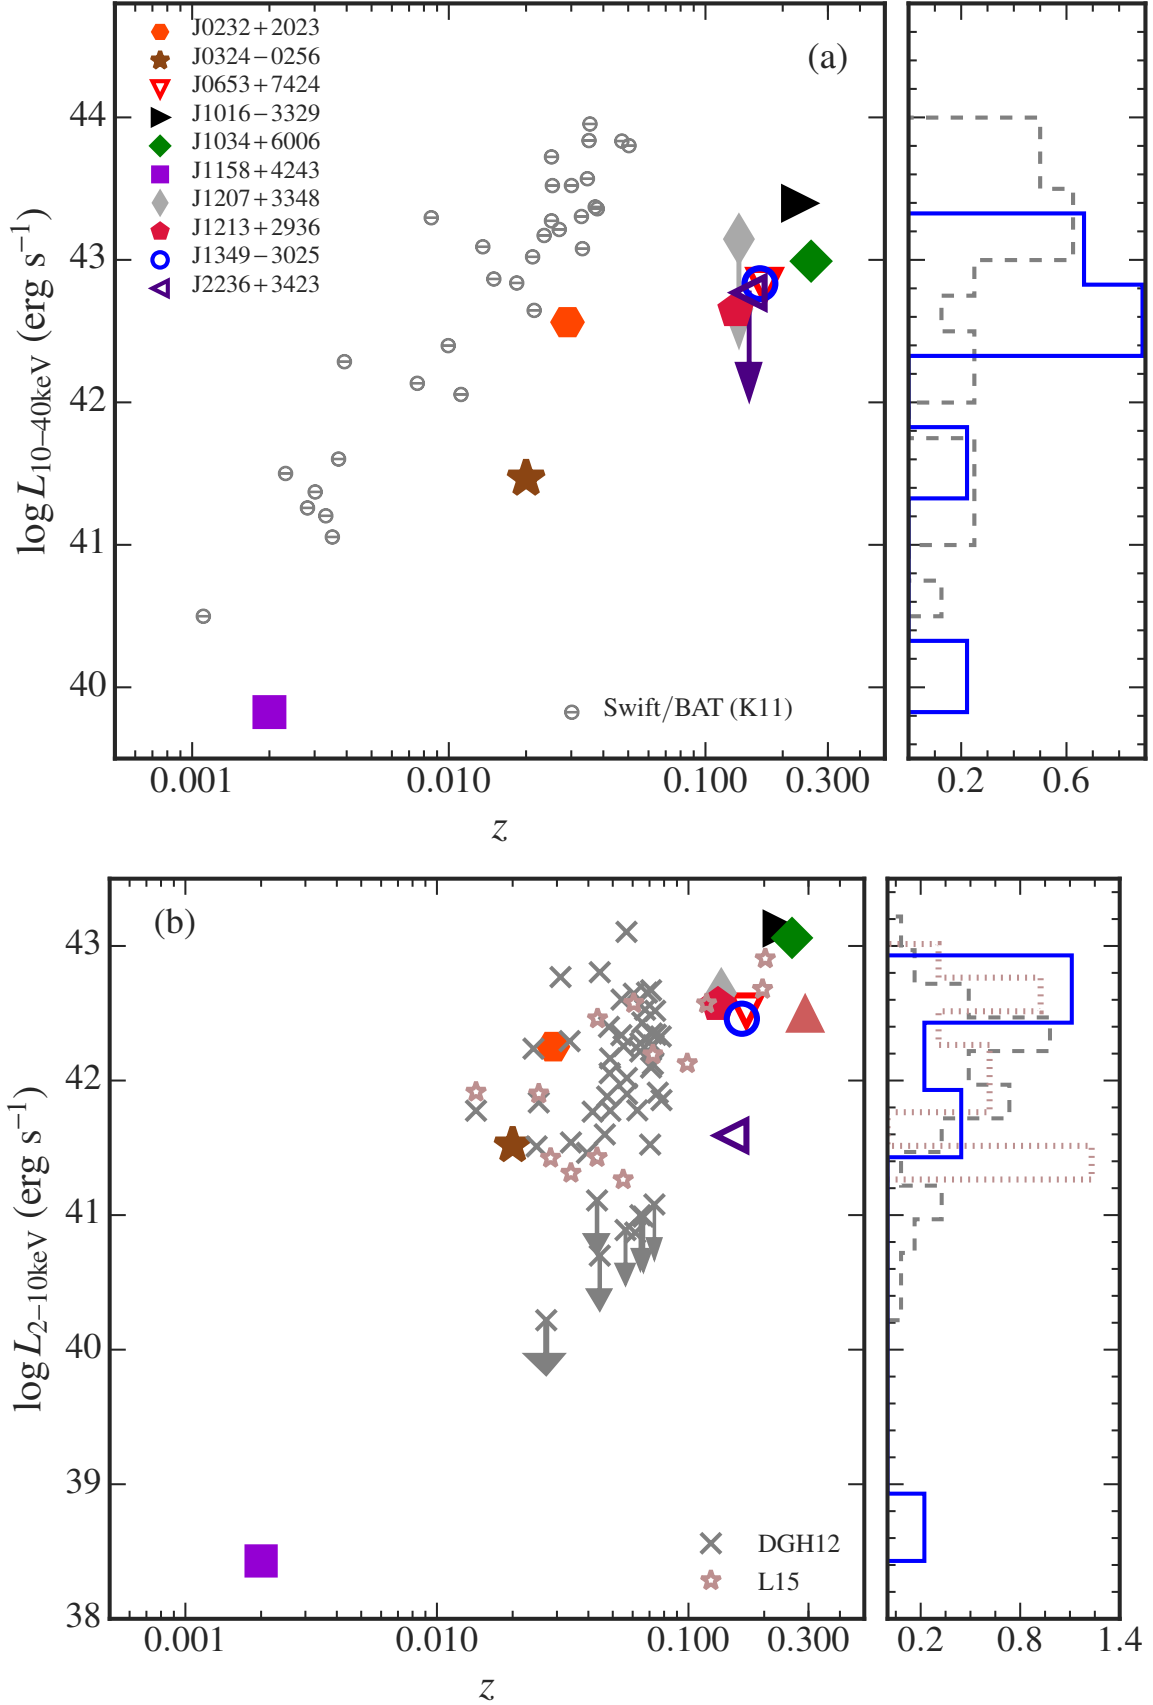 J0232+2023
J0324−0256
J0653+7424
J1016−3329
J1034+6006
J1158+4243
J1207+3348
J1213+2936
J1349−3025
J2236+3423
(a)
44
43
42
41
40
log L10−40keV (erg s−1)
Swift/BAT (K11)
0.001 0.010 0.100 0.300
z
0.2 0.6
(b)
43
42
41
40
39
38
log L2−10keV (erg s−1)
DGH12
L15
0.001 0.010 0.100 0.300
z
0.2 0.8 1.4